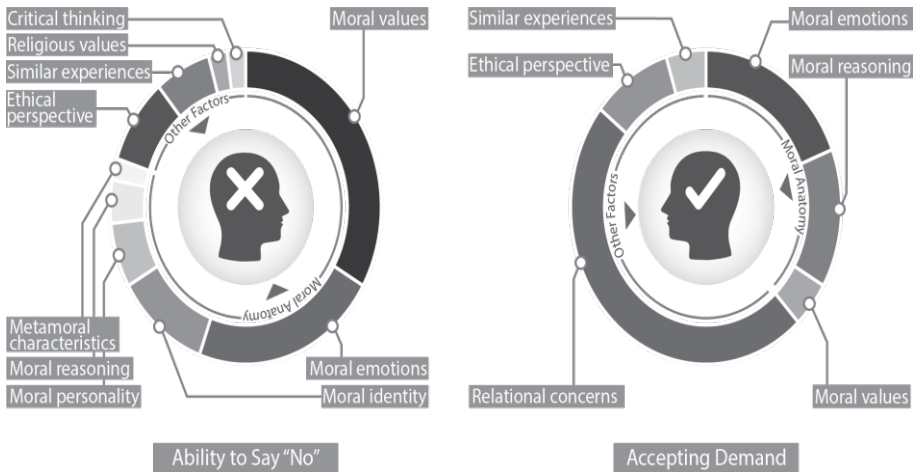 Critical thinking
Religious values
Similar experiences
Ethical
perspective
Moral values
Other Factors
Moral Anatomy
Metamoral
characteristics
Moral reasoning
Moral personality
Moral emotions
Moral identity
Ability to Say “No”
Similar experiences
Ethical perspective
Moral emotions
Moral reasoning
Other Factors
Moral Anatomy
Relational concerns
Moral values
Accepting Demand